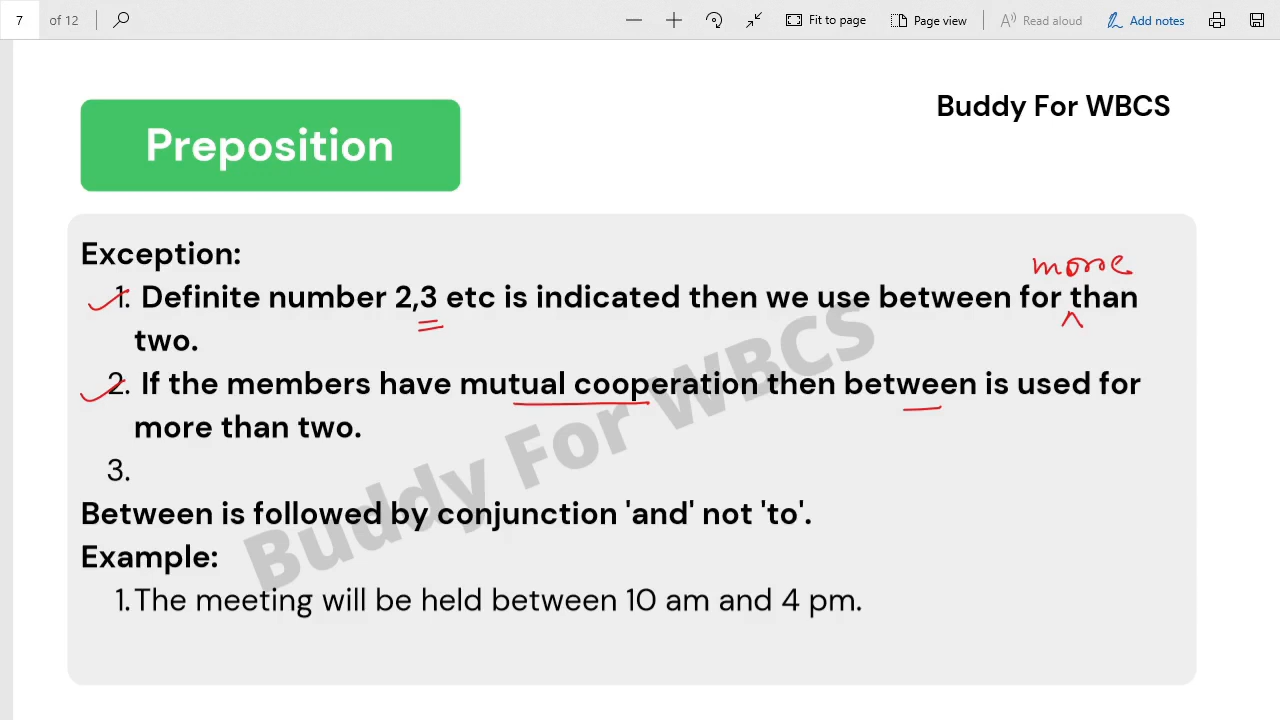 7 of 12 Fit to page Page view Read aloud Add notes
Buddy For WBCS
Preposition
Exception:
more
1. Definite number 2,3 etc is indicated then we use between for than
two.
2. If the members have mutual cooperation then between is used for
more than two.
3.
Between is followed by conjunction 'and' not 'to'.
Example:
1. The meeting will be held between 10 am and 4 pm.
Buddy For WBCS